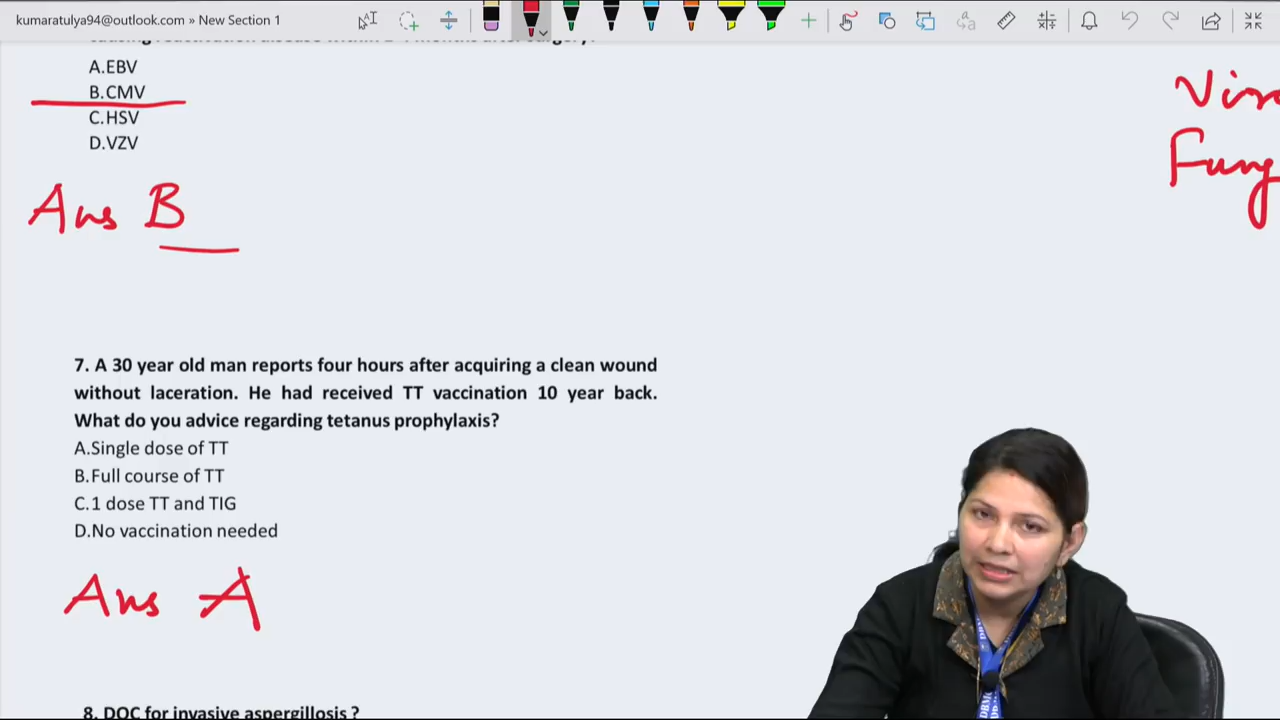 kumaratulya94@outlook.com » New Section 1
A.EBV
B.CMV
C.HSV
D.VZV
Ans B
7. A 30 year old man reports four hours after acquiring a clean wound
without laceration. He had received TT vaccination 10 year back.
What do you advice regarding tetanus prophylaxis?
A.Single dose of TT
B.Full course of TT
C.1 dose TT and TIG
D.No vaccination needed
Ans A
8. DOC for invasive aspergillosis ?